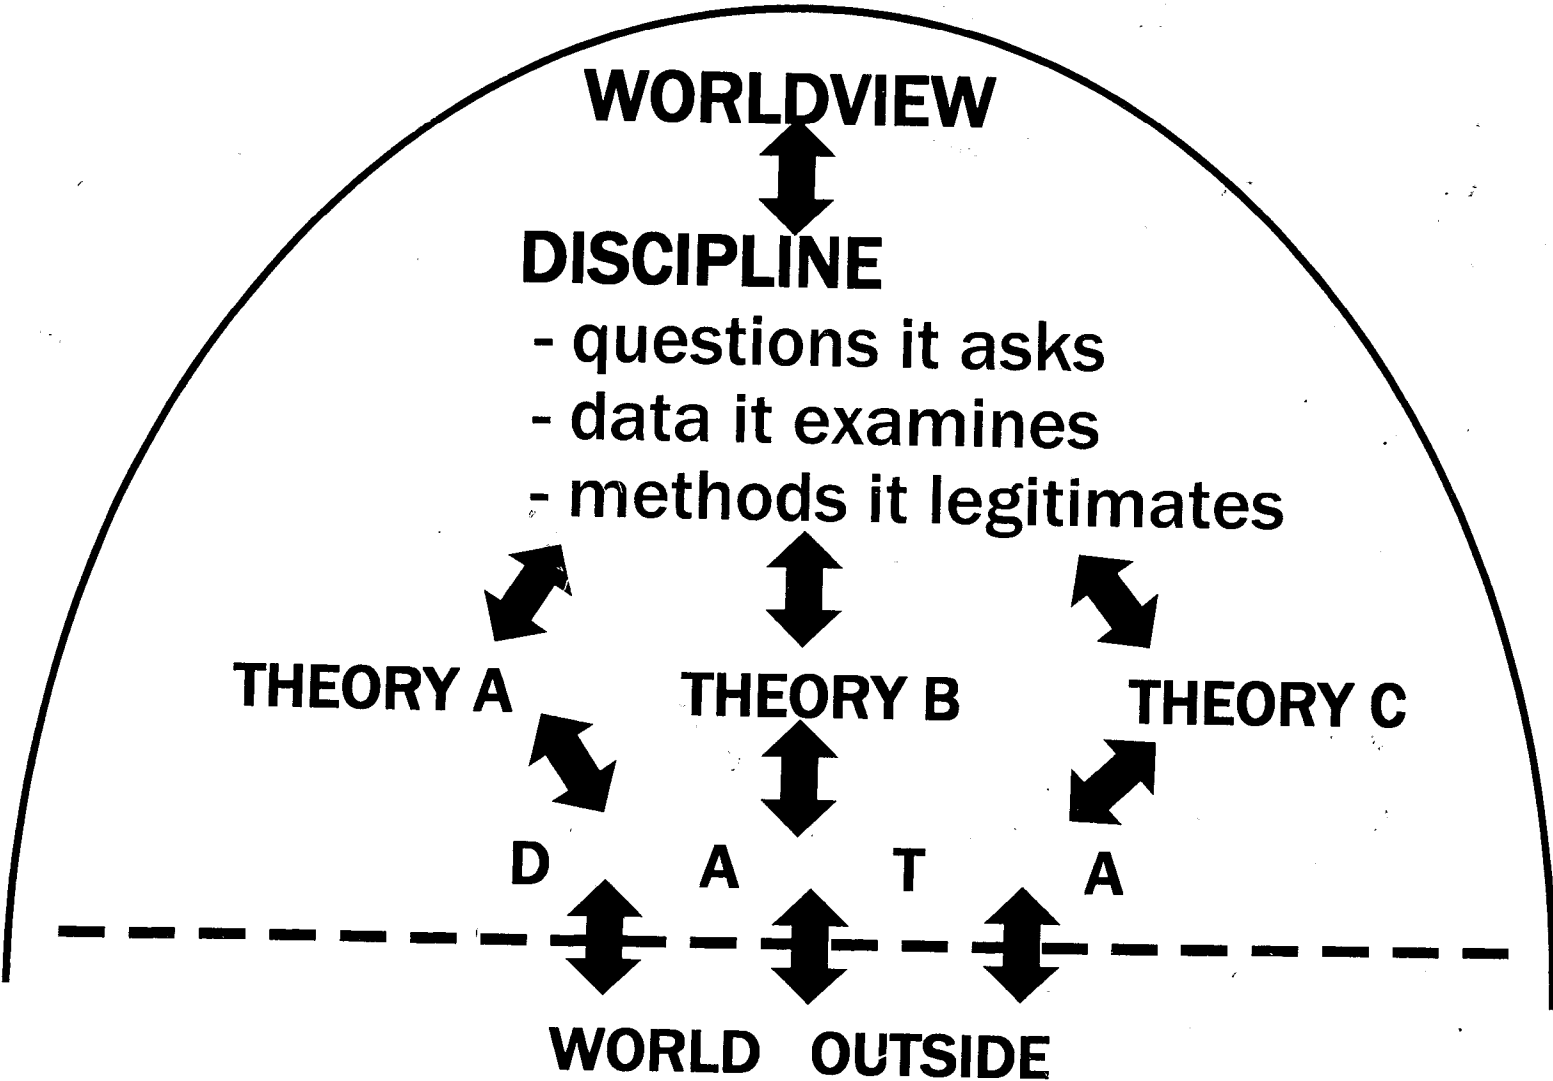 WORLDVIEW
DISCIPLINE
- questions it asks
- data it examines
- methods it legitimates
THEORY A THEORY B THEORY C
D A T A
WORLD OUTSIDE